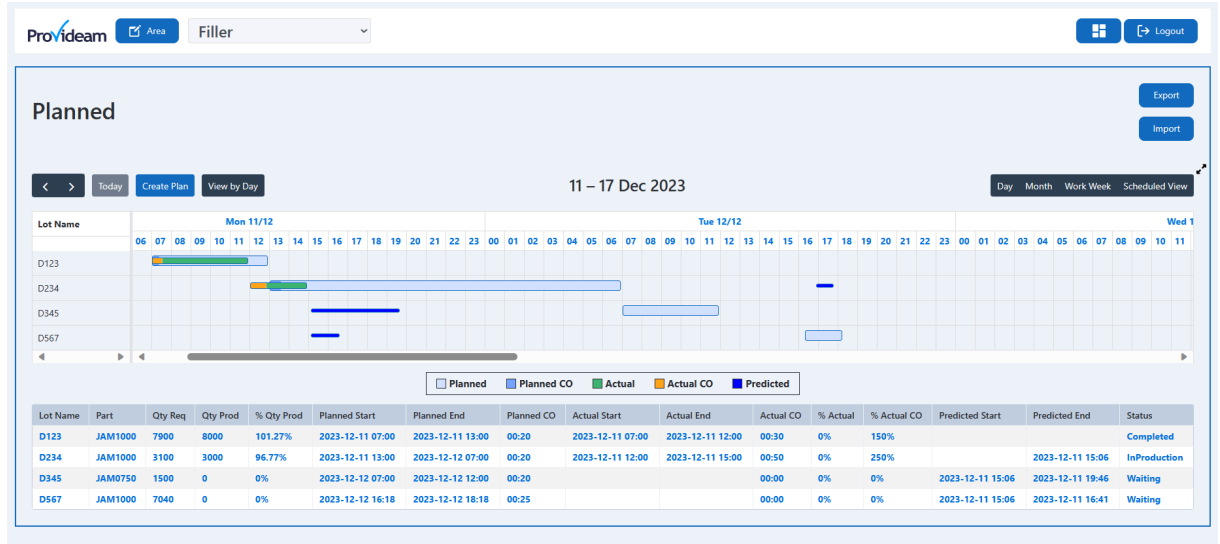 Provideam Area Filler Logout
Export
Planned
Import
Today Create Plan View by Day 11 – 17 Dec 2023 Day Month Work Week Scheduled View
Lot Name Mon 11/12 Tue 12/12 Wed 1
06 07 08 09 10 11 12 13 14 15 16 17 18 19 20 21 22 23 00 01 02 03 04 05 06 07 08 09 10 11 12 13 14 15 16 17 18 19 20 21 22 23 00 01 02 03 04 05 06 07 08 09 10 11
D123
D234
D345
D567
Planned Planned CO Actual Actual CO Predicted
Lot Name Part Qty Req Qty Prod % Qty Prod Planned Start Planned End Planned CO Actual Start Actual End Actual CO % Actual % Actual CO Predicted Start Predicted End Status
D123 JAM1000 7900 8000 101.27% 2023-12-11 07:00 2023-12-11 13:00 00:20 2023-12-11 07:00 2023-12-11 12:00 00:30 0% 150% Completed
D234 JAM1000 3100 3000 96.77% 2023-12-11 13:00 2023-12-12 07:00 00:20 2023-12-11 12:00 2023-12-11 15:00 00:50 0% 250% 2023-12-11 15:06 InProduction
D345 JAM0750 1500 0 0% 2023-12-12 07:00 2023-12-12 12:00 00:20 00:00 0% 0% 2023-12-11 15:06 2023-12-11 19:46 Waiting
D567 JAM1000 7040 0 0% 2023-12-12 16:18 2023-12-12 18:18 00:25 00:00 0% 0% 2023-12-11 15:06 2023-12-11 16:41 Waiting